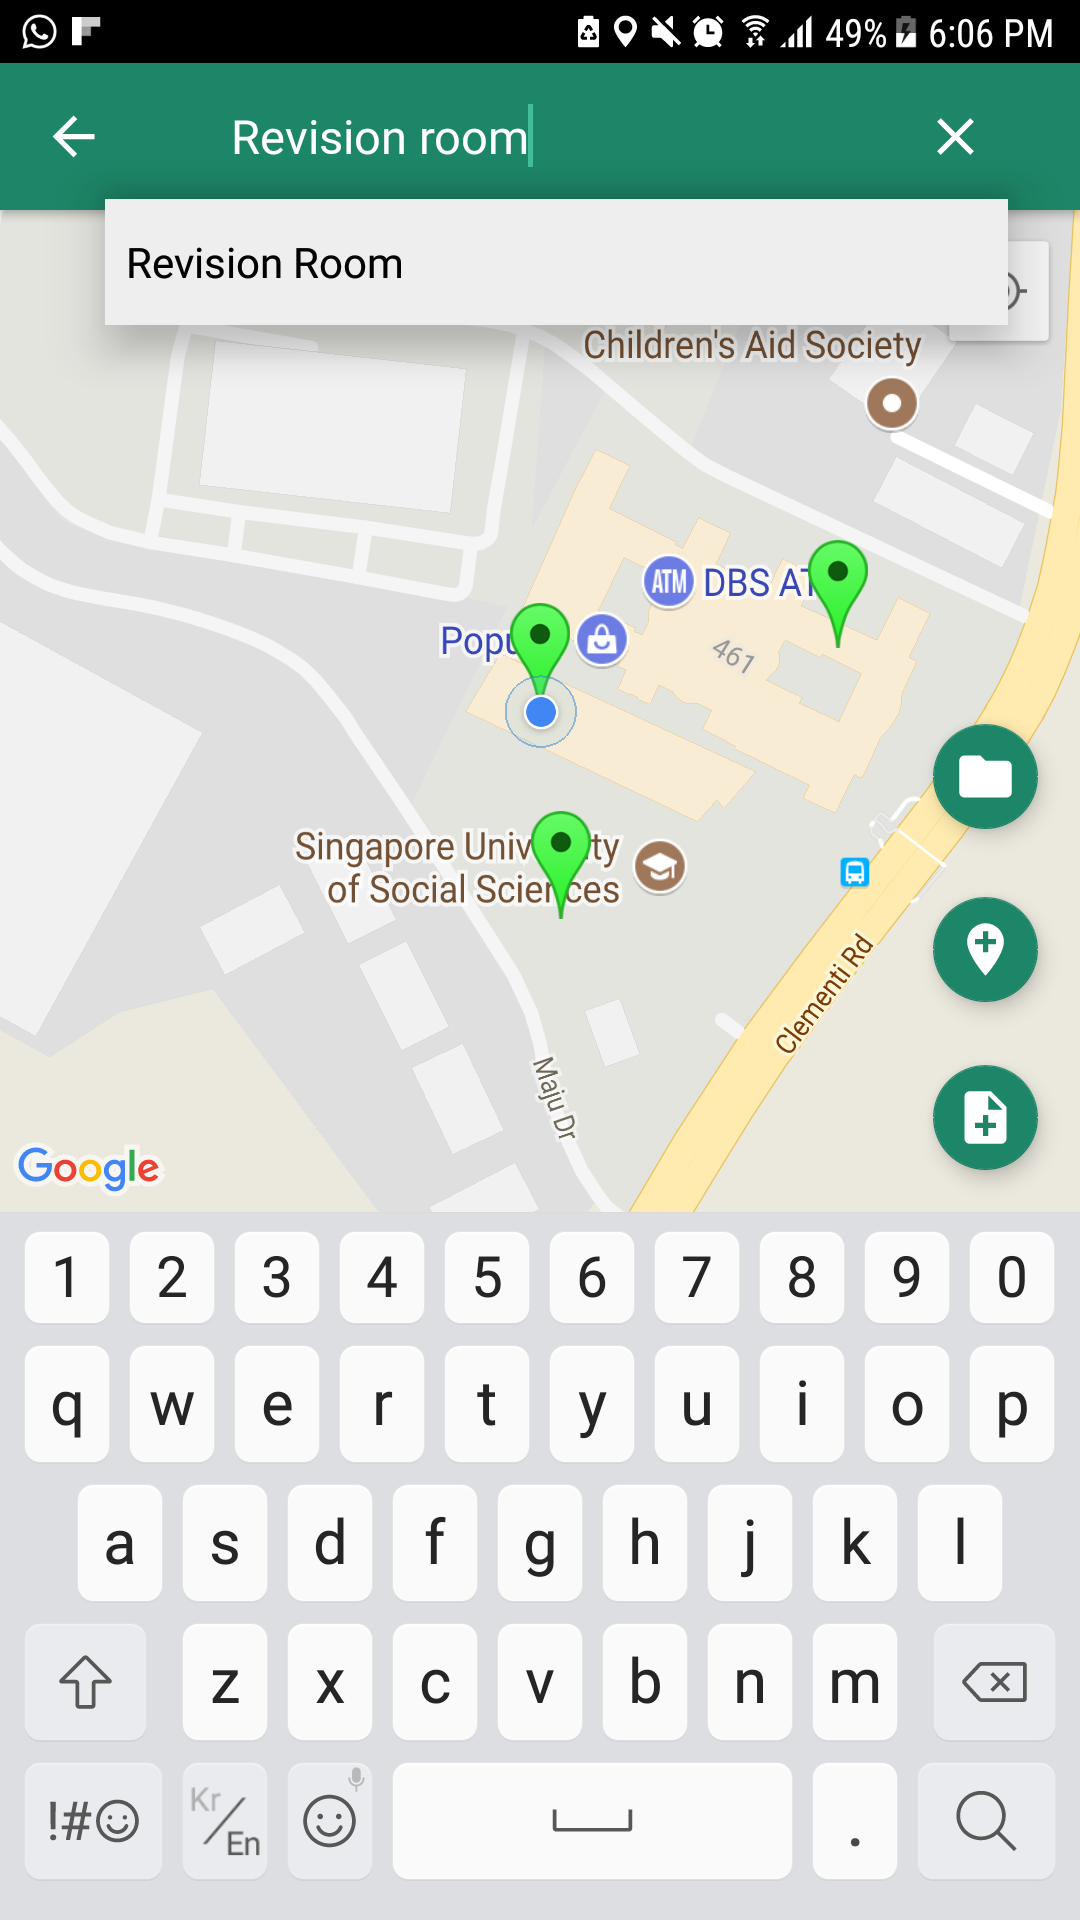 49% 6:06 PM
Revision room
Revision Room
Children's Aid Society
ATM DBS AT
Popu
461
Singapore Univ ty
of Social Sciences
Clementi Rd
Maju Dr
Google
1 2 3 4 5 6 7 8 9 0
q w e r t y u i o p
a s d f g h j k l
z x c v b n m
!# Kr/En .